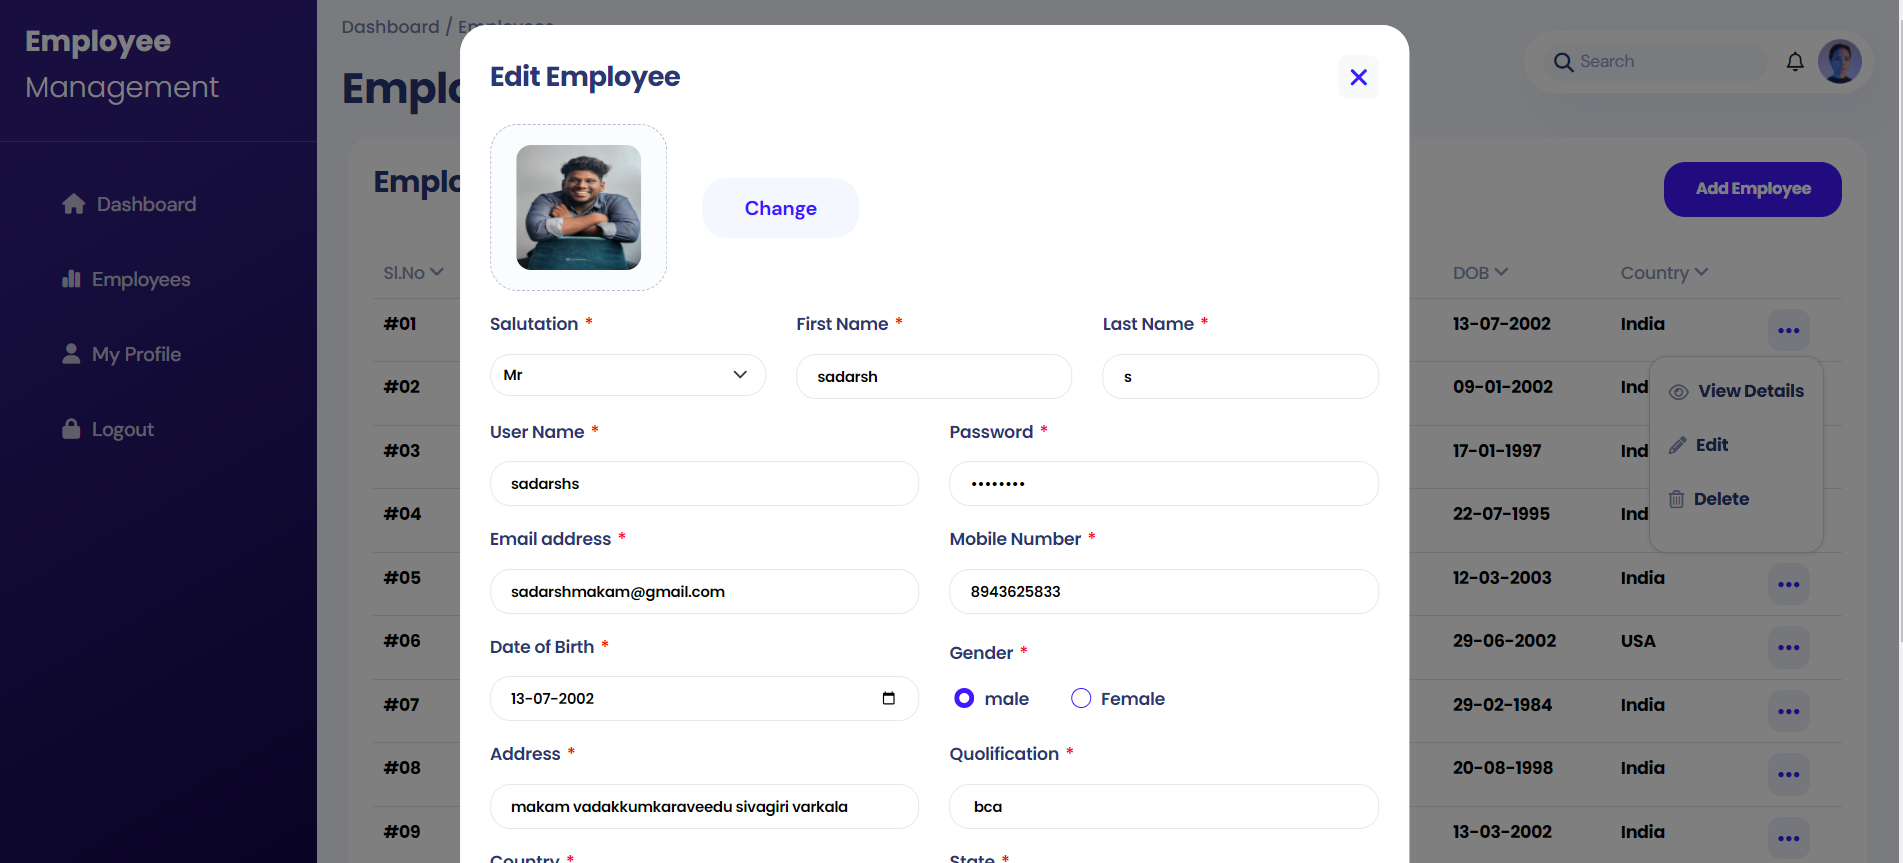 Employee
Management
Dashboard
Employees
My Profile
Logout
Dashboard / Employees
Search
Add Employee
Sl.No
DOB
Country
#01
13-07-2002
India
#02
09-01-2002
Ind
#03
17-01-1997
Ind
#04
22-07-1995
Ind
#05
12-03-2003
India
#06
29-06-2002
USA
#07
29-02-1984
India
#08
20-08-1998
India
#09
13-03-2002
India
View Details
Edit
Delete
Edit Employee
Change
Salutation *
First Name *
Last Name *
Mr
sadarsh
s
User Name *
Password *
sadarshs
••••••••
Email address *
Mobile Number *
sadarshmakam@gmail.com
8943625833
Date of Birth *
Gender *
13-07-2002
male
Female
Address *
Quolification *
makam vadakkumkaraveedu sivagiri varkala
bca
Country *
State *